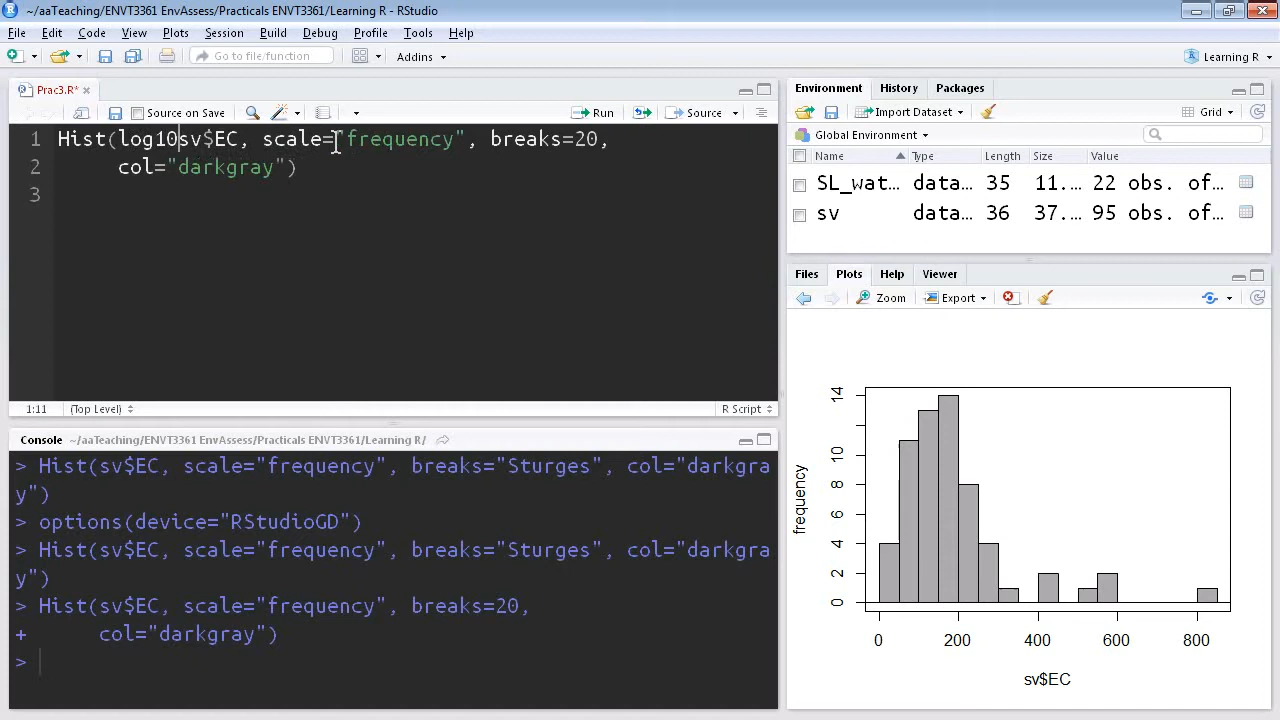 ~/aaTeaching/ENVT3361 EnvAssess/Practicals ENVT3361/Learning R - RStudio
File Edit Code View Plots Session Build Debug Profile Tools Help
Go to file/function Addins Learning R
Prac3.R*
Source on Save Run Source
1 Hist(log10sv$EC, scale="frequency", breaks=20,
2 col="darkgray")
3
1:11 (Top Level) R Script
Console ~/aaTeaching/ENVT3361 EnvAssess/Practicals ENVT3361/Learning R/
> Hist(sv$EC, scale="frequency", breaks="Sturges", col="darkgra
y")
> options(device="RStudioGD")
> Hist(sv$EC, scale="frequency", breaks="Sturges", col="darkgra
y")
> Hist(sv$EC, scale="frequency", breaks=20,
+ col="darkgray")
>
Environment History Packages
Import Dataset Grid
Global Environment
Name Type Length Size Value
SL_wat… data… 35 11.… 22 obs. of…
sv data… 36 37.… 95 obs. of…
Files Plots Help Viewer
Zoom Export
14
10
8
6
4
2
0
frequency
0 200 400 600 800
sv$EC